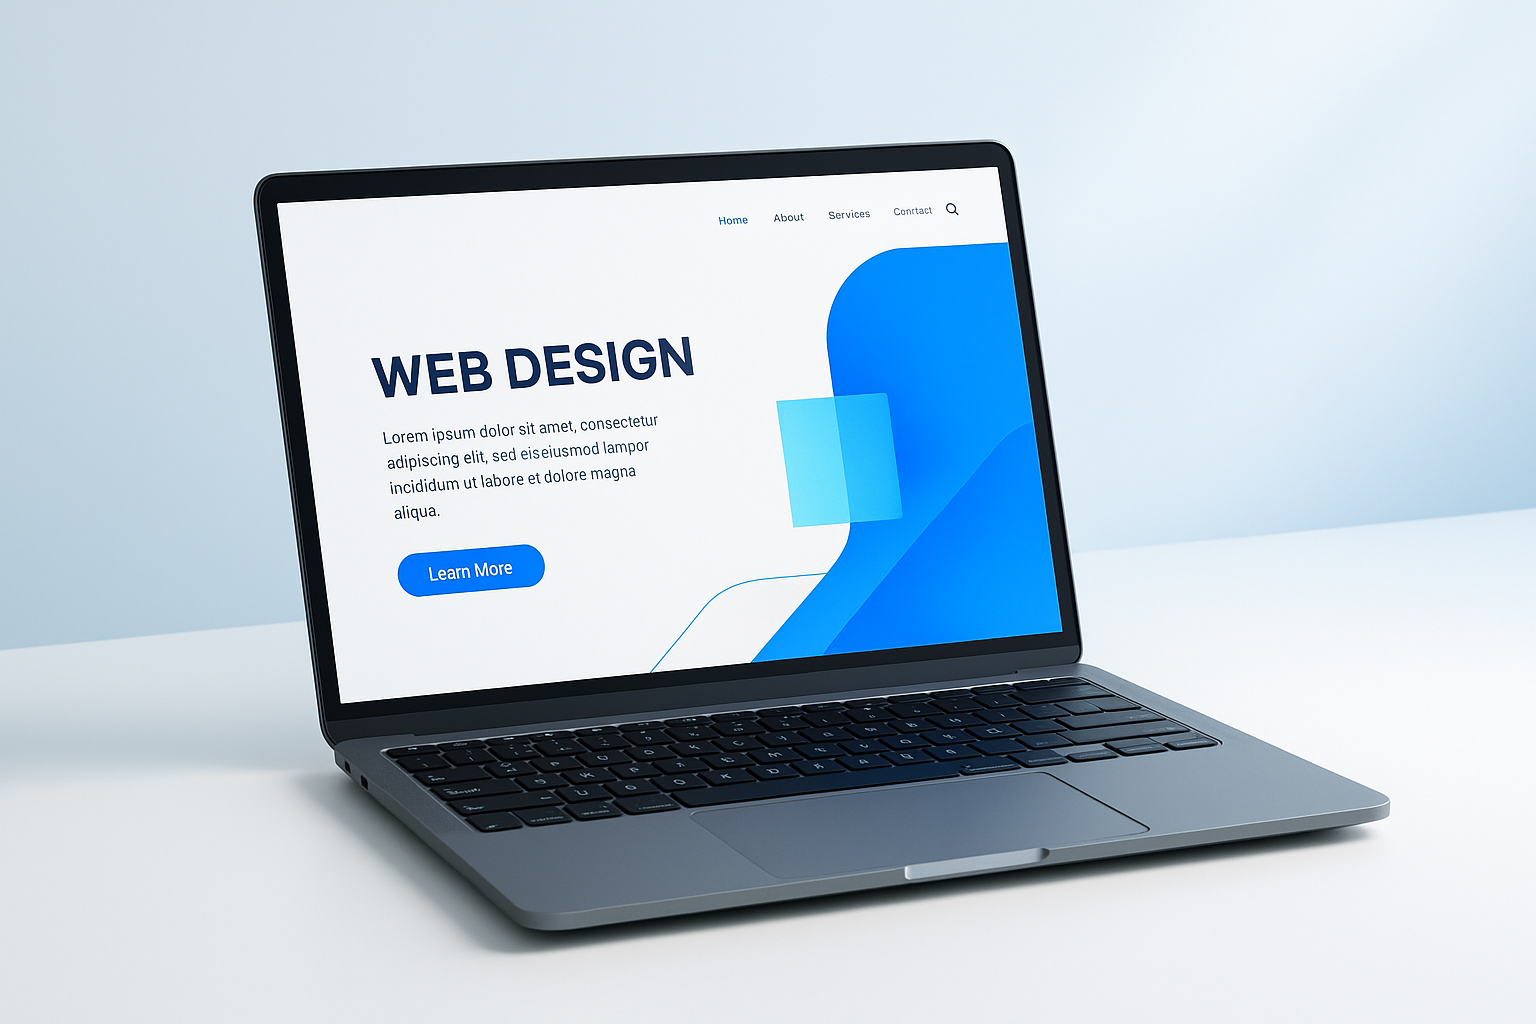 Home About Services Conrtact
WEB DESIGN
Lorem ipsum dolor sit amet, consectetur
adipiscing elit, sed eiseiusmod lampor
incididum ut labore et dolore magna
aliqua.
Learn More